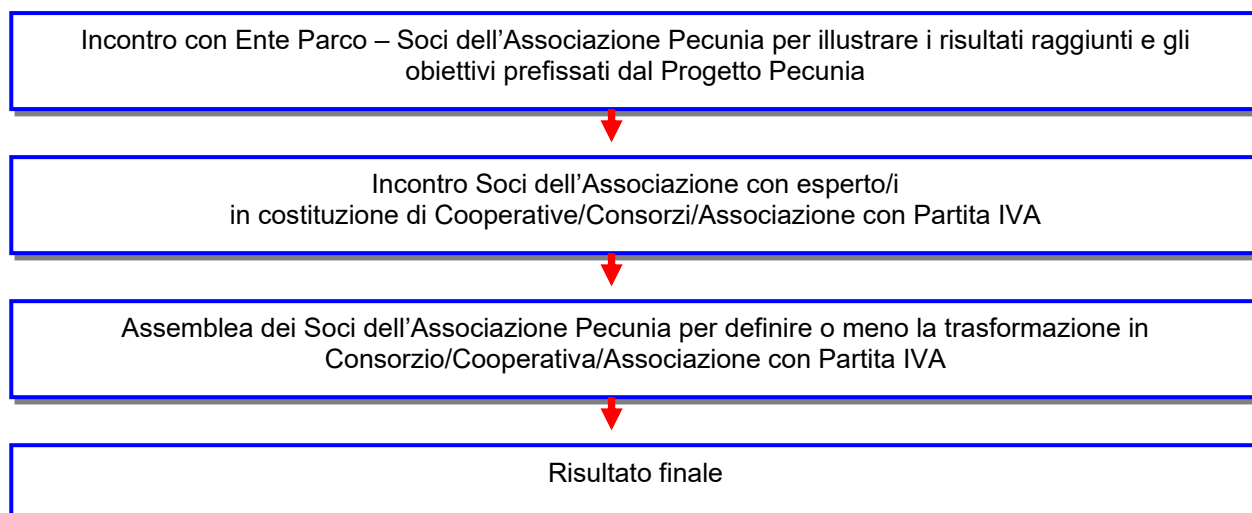 Incontro con Ente Parco – Soci dell’Associazione Pecunia per illustrare i risultati raggiunti e gli
obiettivi prefissati dal Progetto Pecunia
Incontro Soci dell’Associazione con esperto/i
in costituzione di Cooperative/Consorzi/Associazione con Partita IVA
Assemblea dei Soci dell’Associazione Pecunia per definire o meno la trasformazione in
Consorzio/Cooperativa/Associazione con Partita IVA
Risultato finale